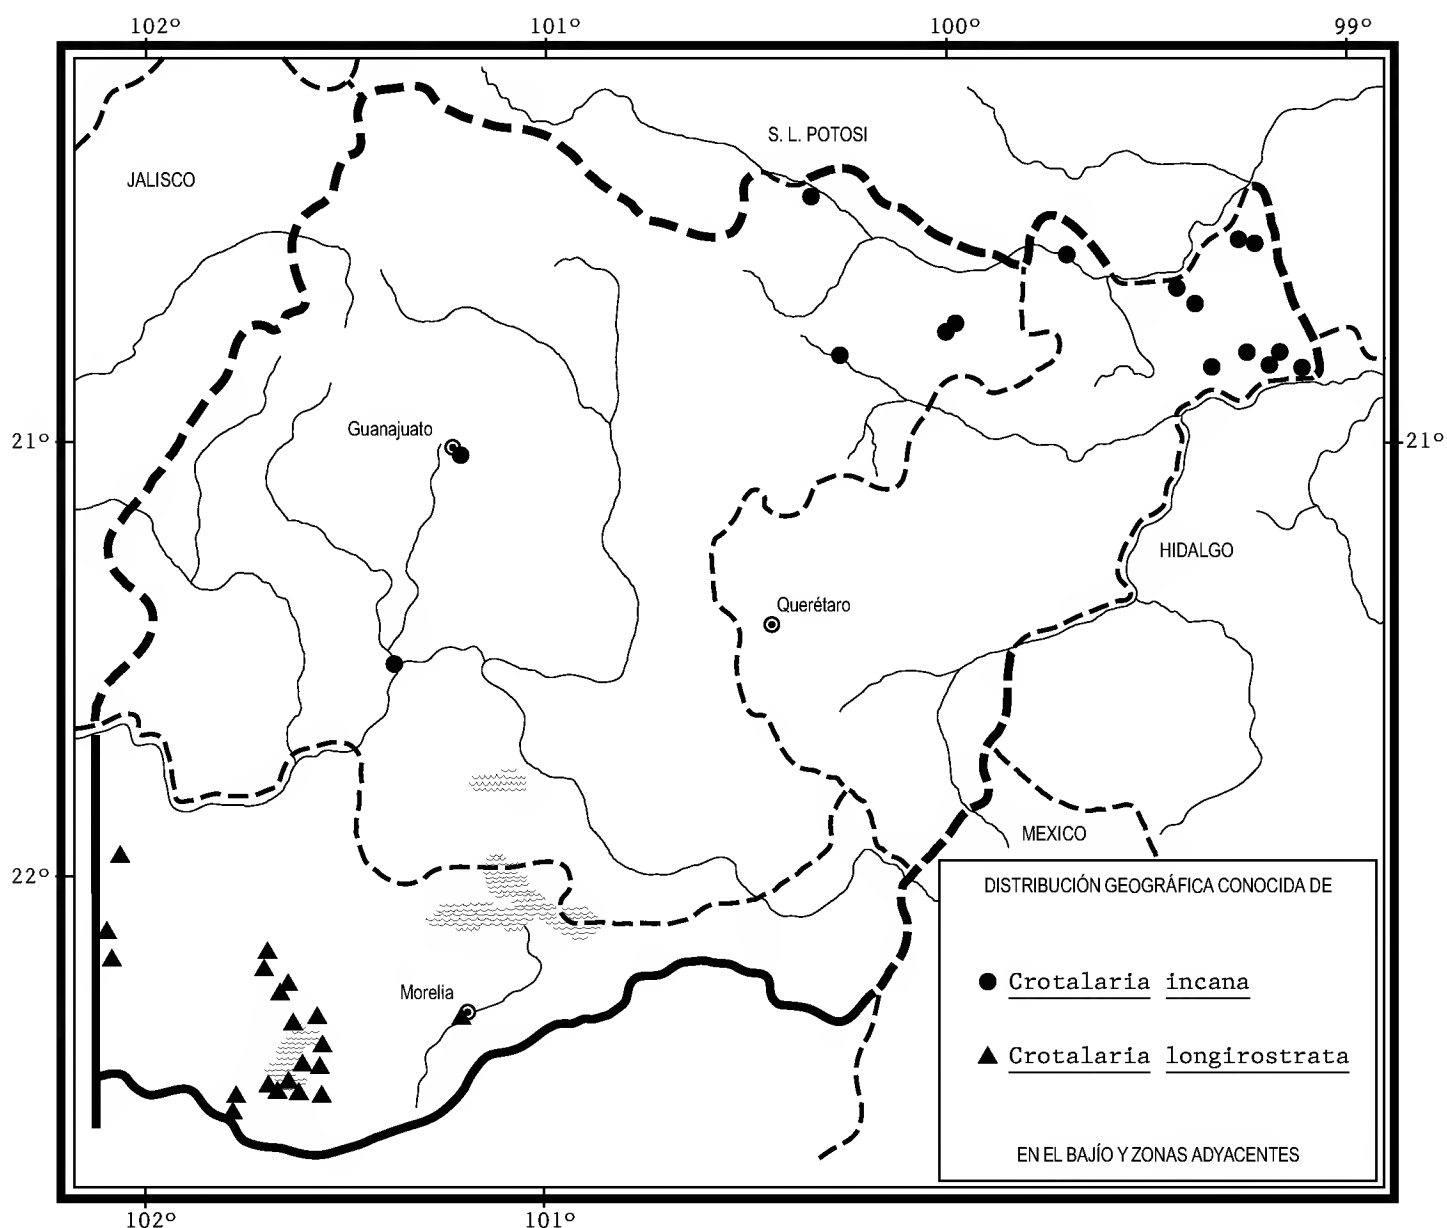 102° 101° 100° 99°
S. L. POTOSI
JALISCO
Guanajuato
21° 21°
HIDALGO
Querétaro
MEXICO
22°
DISTRIBUCIÓN GEOGRÁFICA CONOCIDA DE
Crotalaria incana
Morelia
Crotalaria longirostrata
EN EL BAJÍO Y ZONAS ADYACENTES
102° 101°